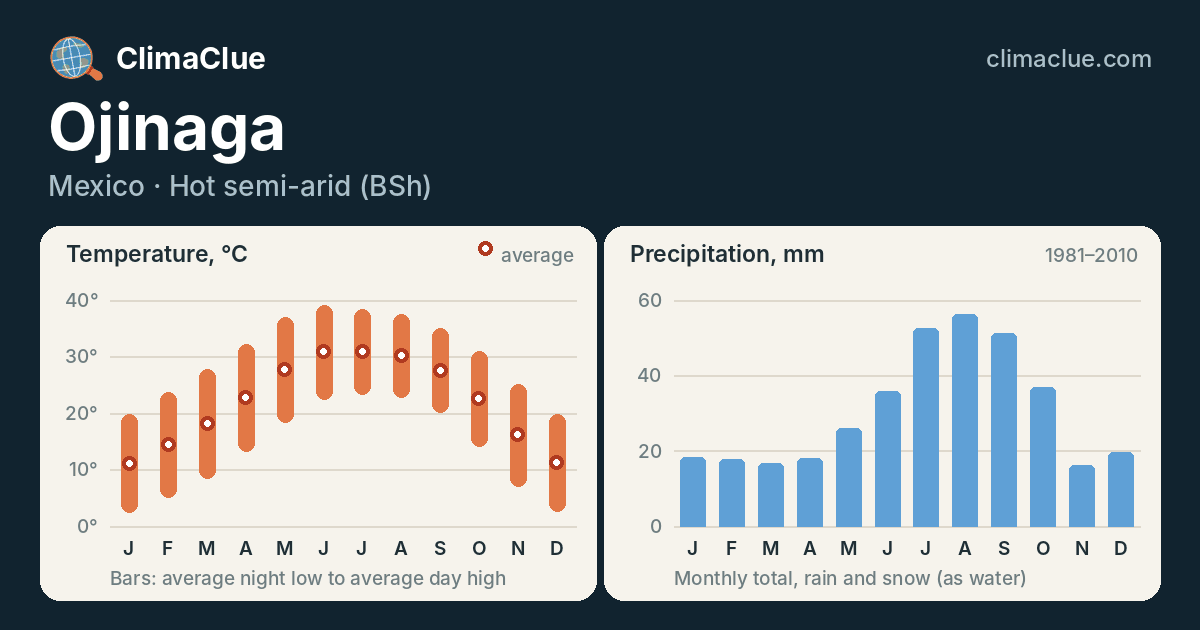 ClimaClue
climaclue.com
Ojinaga
Mexico · Hot semi-arid (BSh)
Temperature, °C
average
40°
30°
20°
10°
0°
J F M A M J J A S O N D
Bars: average night low to average day high
Precipitation, mm
1981–2010
60
40
20
0
J F M A M J J A S O N D
Monthly total, rain and snow (as water)